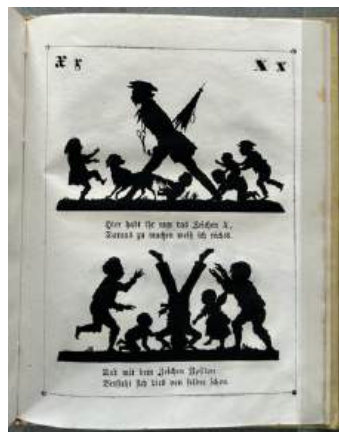 X x X x
Hier habt ihr nun das Zeichen X,
Daraus zu machen weiß ich nichts.
Und mit dem Zeichen Ypsilon
Versteht sich dies von selber schon.